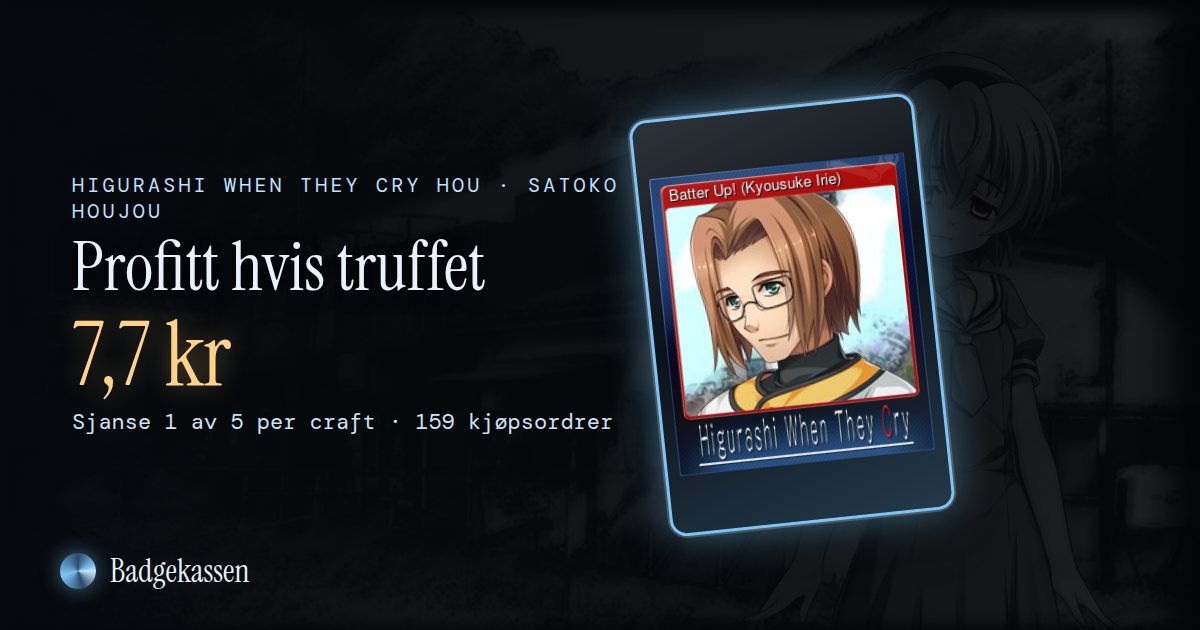 HIGURASHI WHEN THEY CRY HOU · SATOKO
HOUJOU
Profitt hvis truffet
7,7 kr
Sjanse 1 av 5 per craft · 159 kjøpsordrer
Batter Up! (Kyousuke Irie)
Higurashi When They Cry
Badgekassen